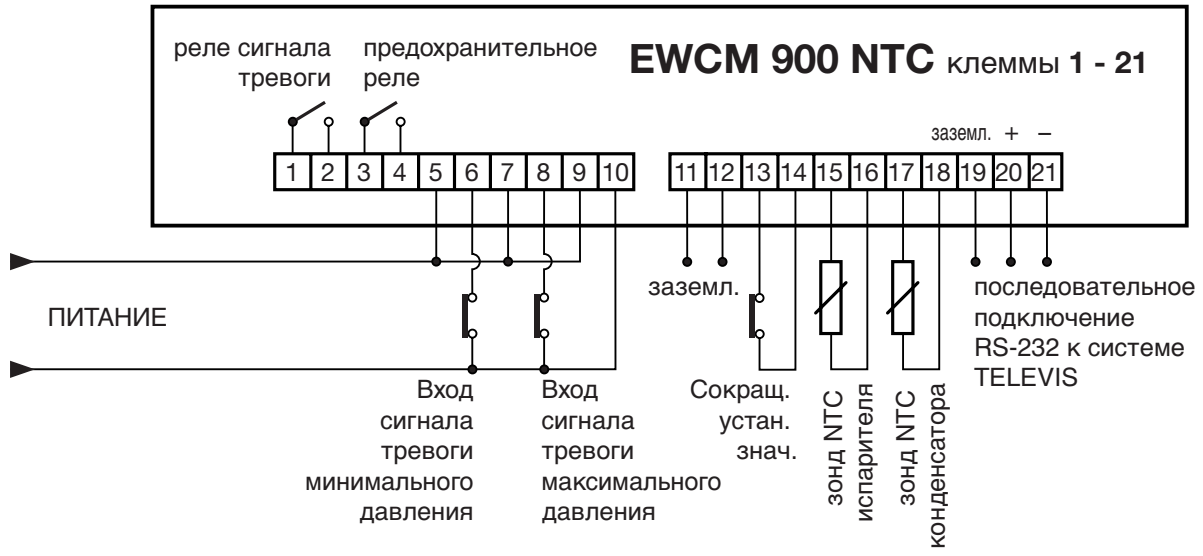 реле сигнала
тревоги
предохранительное
реле
EWCM 900 NTC клеммы 1 - 21
заземл. + −
1 2 3 4 5 6 7 8 9 10 11 12 13 14 15 16 17 18 19 20 21
ПИТАНИЕ
Вход
сигнала
тревоги
минимального
давления
Вход
сигнала
тревоги
максимального
давления
заземл.
Сокращ.
устан.
знач.
зонд NTC
испарителя
зонд NTC
конденсатора
последовательное
подключение
RS-232 к системе
TELEVIS